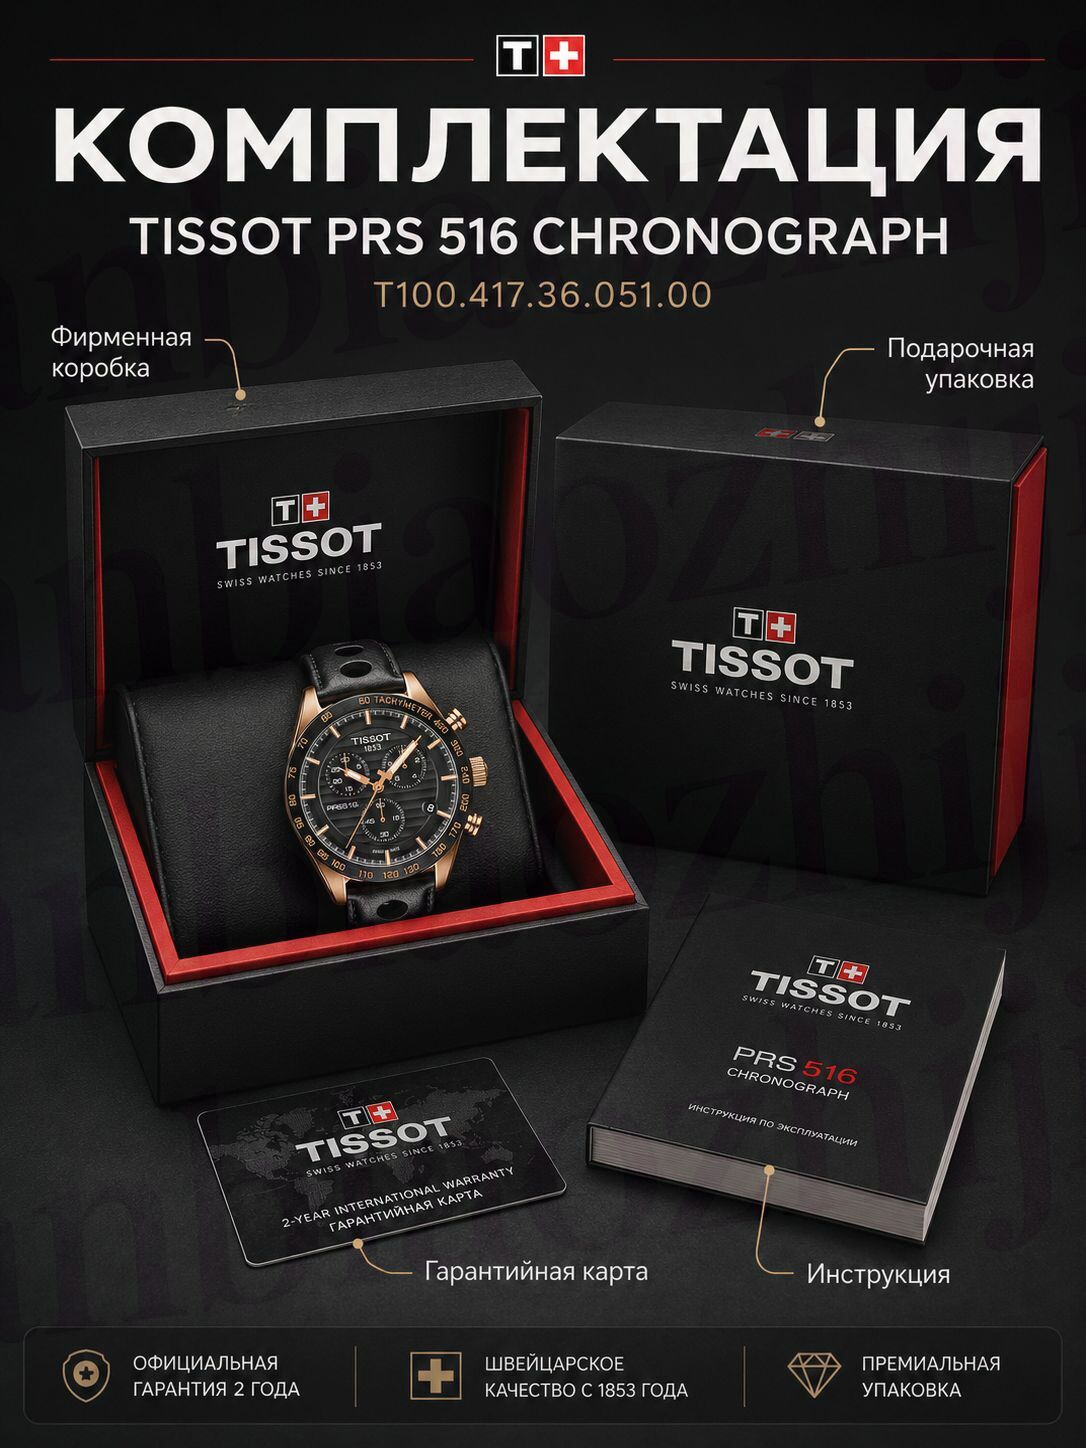 T+
КОМПЛЕКТАЦИЯ
TISSOT PRS 516 CHRONOGRAPH
T100.417.36.051.00
Фирменная
коробка
Подарочная
упаковка
T+
TISSOT
SWISS WATCHES SINCE 1853
T+
TISSOT
SWISS WATCHES SINCE 1853
60 TACHYMETER
TISSOT
1853
8
T+
TISSOT
SWISS WATCHES SINCE 1853
PRS 516
CHRONOGRAPH
ИНСТРУКЦИЯ ПО ЭКСПЛУАТАЦИИ
T+
TISSOT
SWISS WATCHES SINCE 1853
2-YEAR INTERNATIONAL WARRANTY
ГАРАНТИЙНАЯ КАРТА
Гарантийная карта
Инструкция
ОФИЦИАЛЬНАЯ
ГАРАНТИЯ 2 ГОДА
ШВЕЙЦАРСКОЕ
КАЧЕСТВО С 1853 ГОДА
ПРЕМИАЛЬНАЯ
УПАКОВКА